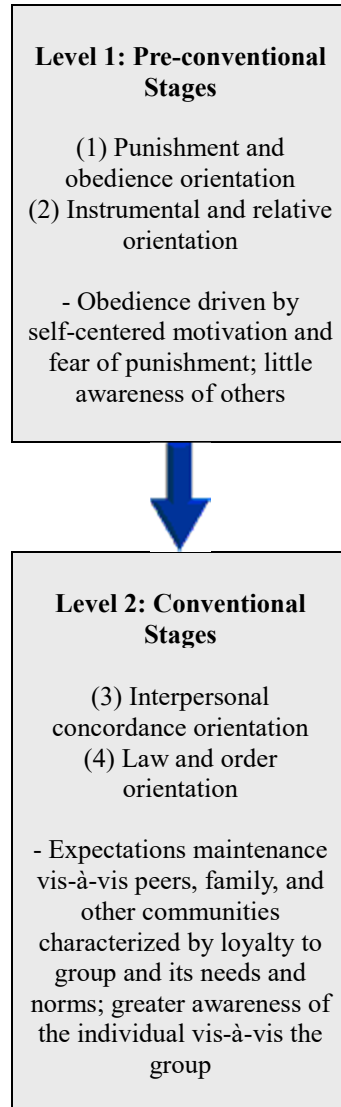 Level 1: Pre-conventional
Stages
(1) Punishment and
obedience orientation
(2) Instrumental and relative
orientation
- Obedience driven by
self-centered motivation and
fear of punishment; little
awareness of others
Level 2: Conventional
Stages
(3) Interpersonal
concordance orientation
(4) Law and order
orientation
- Expectations maintenance
vis-à-vis peers, family, and
other communities
characterized by loyalty to
group and its needs and
norms; greater awareness of
the individual vis-à-vis the
group